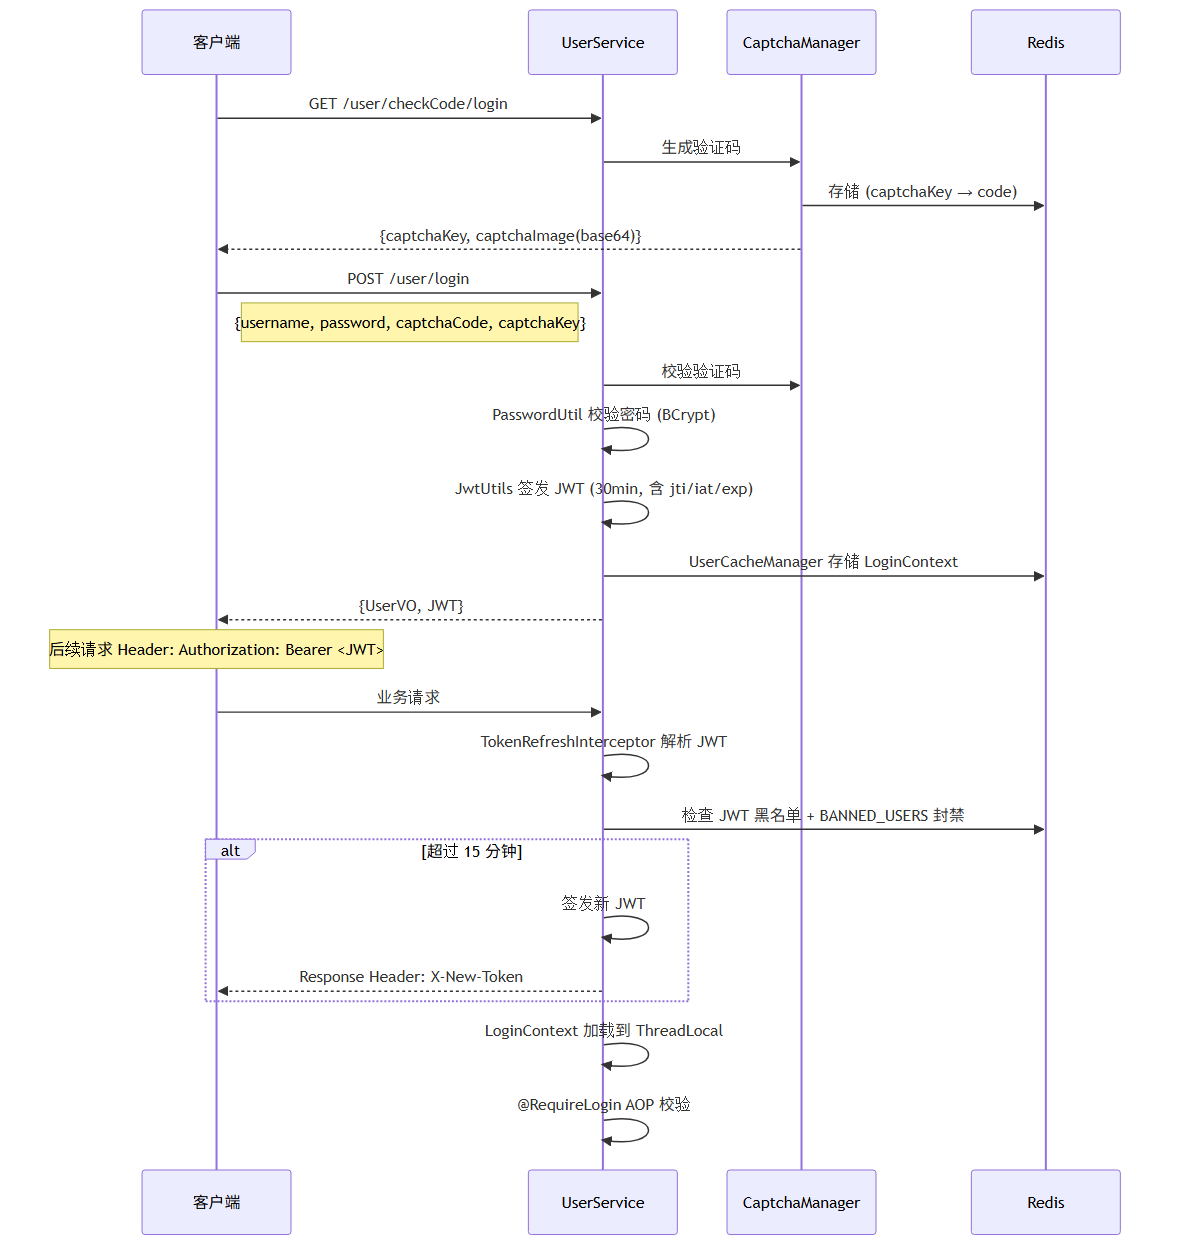 客户端
UserService
CaptchaManager
Redis
GET /user/checkCode/login
生成验证码
存储 (captchaKey → code)
{captchaKey, captchaImage(base64)}
POST /user/login
{username, password, captchaCode, captchaKey}
校验验证码
PasswordUtil 校验密码 (BCrypt)
JwtUtils 签发 JWT (30min, 含 jti/iat/exp)
UserCacheManager 存储 LoginContext
{UserVO, JWT}
后续请求 Header: Authorization: Bearer <JWT>
业务请求
TokenRefreshInterceptor 解析 JWT
检查 JWT 黑名单 + BANNED_USERS 封禁
alt
[超过 15 分钟]
签发新 JWT
Response Header: X-New-Token
LoginContext 加载到 ThreadLocal
@RequireLogin AOP 校验
客户端
UserService
CaptchaManager
Redis